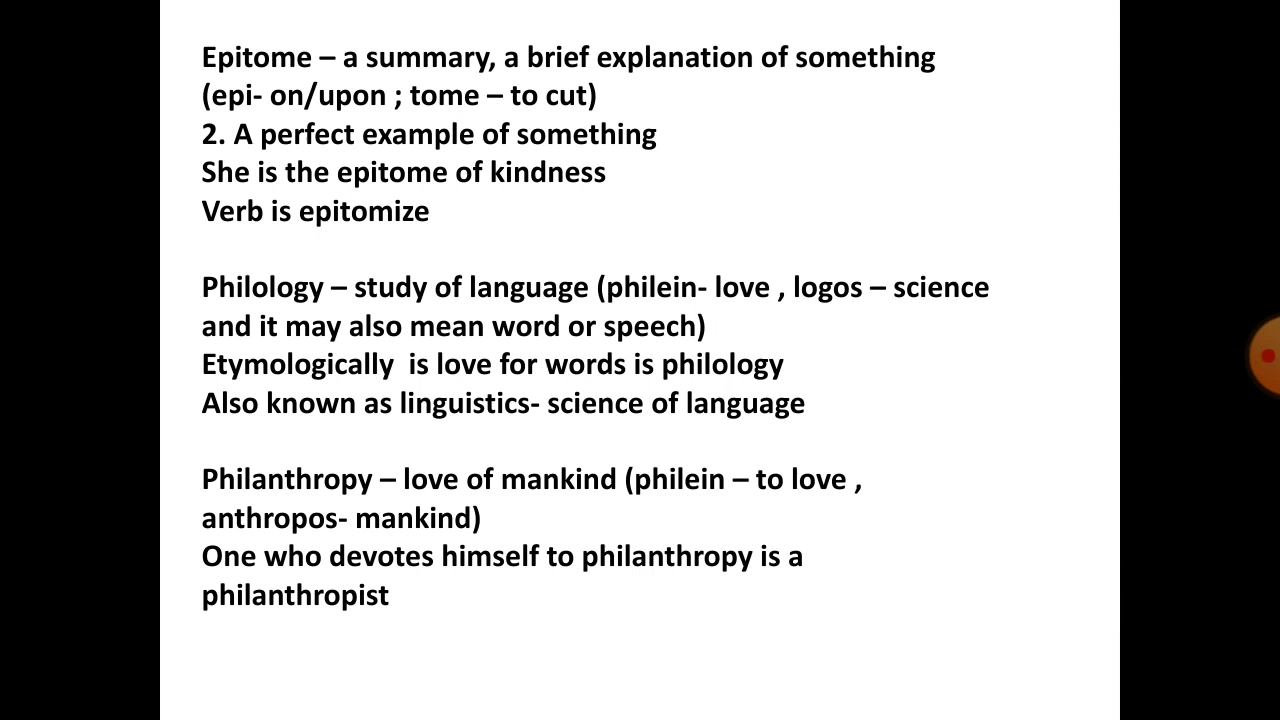 Epitome – a summary, a brief explanation of something
(epi- on/upon ; tome – to cut)
2. A perfect example of something
She is the epitome of kindness
Verb is epitomize
Philology – study of language (philein- love , logos – science
and it may also mean word or speech)
Etymologically  is love for words is philology
Also known as linguistics- science of language
Philanthropy – love of mankind (philein – to love ,
anthropos- mankind)
One who devotes himself to philanthropy is a
philanthropist